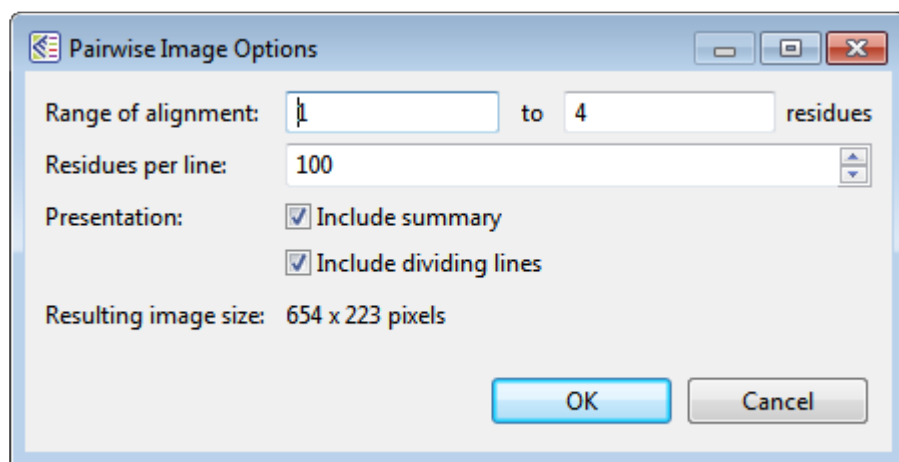 Pairwise Image Options
Range of alignment: 1 to 4 residues
Residues per line: 100
Presentation: Include summary
Include dividing lines
Resulting image size: 654 x 223 pixels
OK Cancel